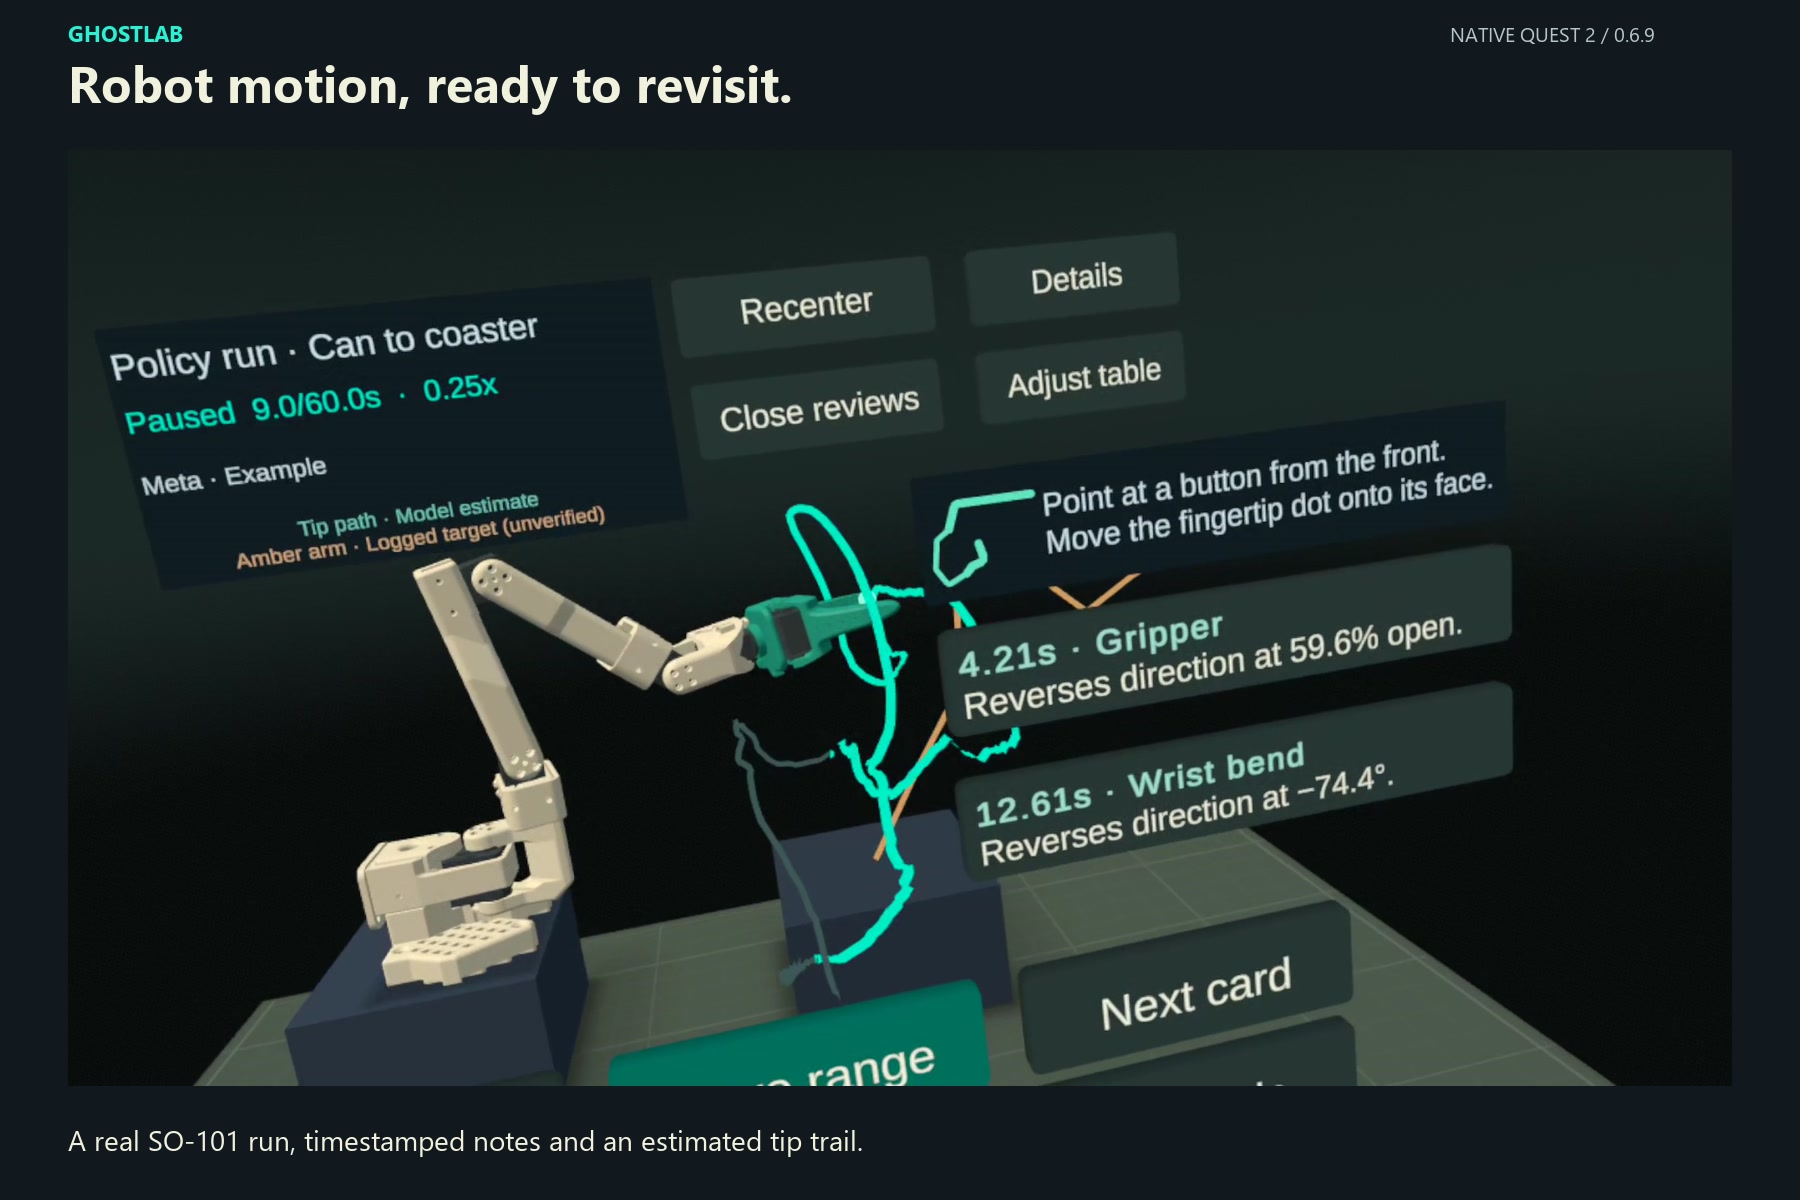 GHOSTLAB
NATIVE QUEST 2 / 0.6.9
Robot motion, ready to revisit.
Policy run · Can to coaster
Paused 9.0/60.0s · 0.25x
Meta · Example
Tip path · Model estimate
Amber arm · Logged target (unverified)
Recenter
Details
Close reviews
Adjust table
Point at a button from the front.
Move the fingertip dot onto its face.
4.21s · Gripper
Reverses direction at 59.6% open.
12.61s · Wrist bend
Reverses direction at −74.4°.
Next card
range
A real SO-101 run, timestamped notes and an estimated tip trail.